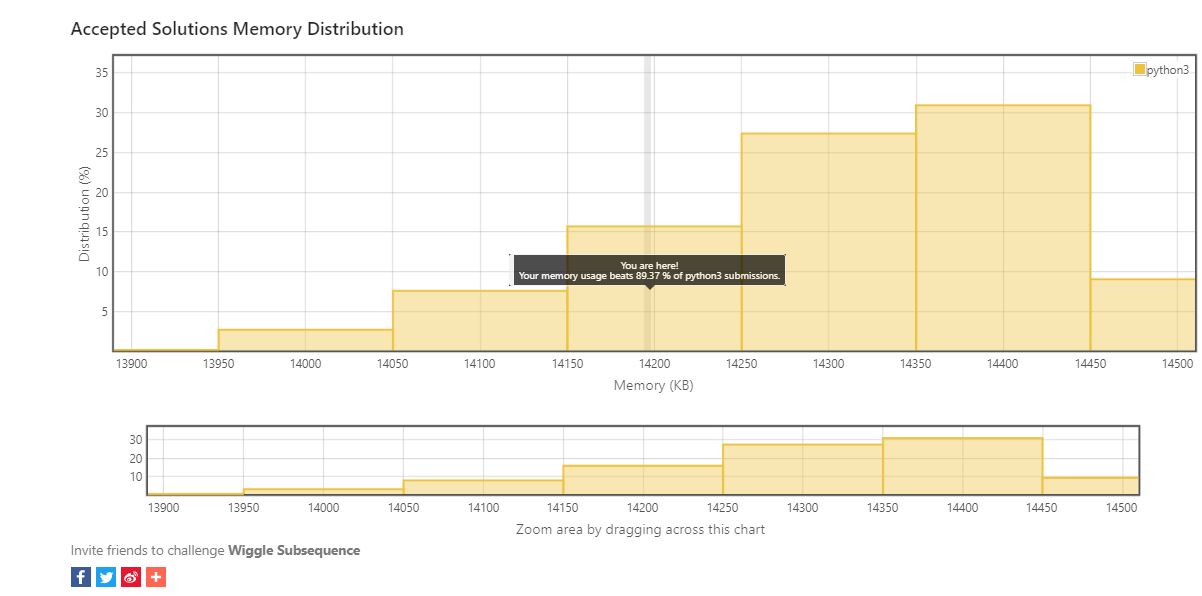 Accepted Solutions Memory Distribution
python3
35
30
25
20
15
10
5
Distribution (%)
You are here!
Your memory usage beats 89.37 % of python3 submissions.
13900 13950 14000 14050 14100 14150 14200 14250 14300 14350 14400 14450 14500
Memory (KB)
30
20
10
13900 13950 14000 14050 14100 14150 14200 14250 14300 14350 14400 14450 14500
Zoom area by dragging across this chart
Invite friends to challenge Wiggle Subsequence